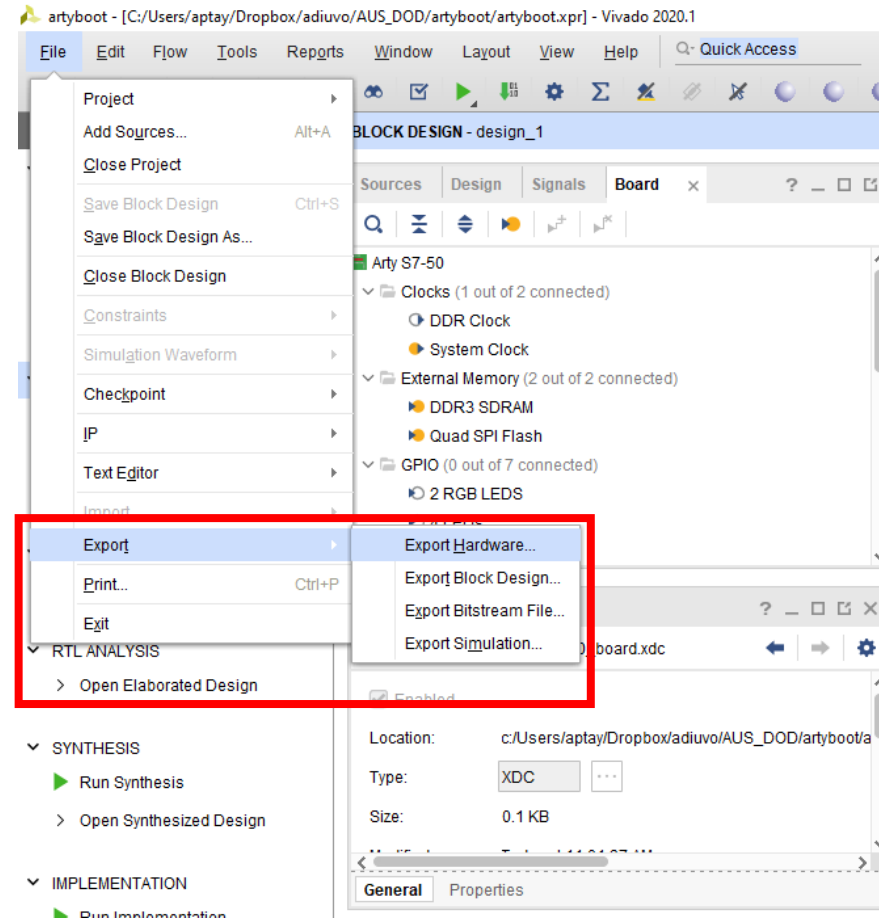 artyboot - [C:/Users/aptay/Dropbox/adiuvo/AUS_DOD/artyboot/artyboot.xpr] - Vivado 2020.1
File Edit Flow Tools Reports Window Layout View Help Quick Access
Project
Add Sources... Alt+A
Close Project
Save Block Design Ctrl+S
Save Block Design As...
Close Block Design
Constraints
Simulation Waveform
Checkpoint
IP
Text Editor
Import
Export
Print... Ctrl+P
Exit
Export Hardware...
Export Block Design...
Export Bitstream File...
Export Simulation...
BLOCK DESIGN - design_1
Sources Design Signals Board
Arty S7-50
Clocks (1 out of 2 connected)
DDR Clock
System Clock
External Memory (2 out of 2 connected)
DDR3 SDRAM
Quad SPI Flash
GPIO (0 out of 7 connected)
2 RGB LEDS
board.xdc
Enabled
Location: c:/Users/aptay/Dropbox/adiuvo/AUS_DOD/artyboot/a
Type: XDC
Size: 0.1 KB
General Properties
RTL ANALYSIS
Open Elaborated Design
SYNTHESIS
Run Synthesis
Open Synthesized Design
IMPLEMENTATION
Run Implementation